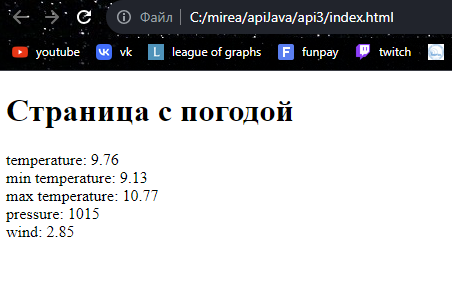 Файл C:/mirea/apiJava/api3/index.html
youtube vk league of graphs funpay twitch
Страница с погодой
temperature: 9.76
min temperature: 9.13
max temperature: 10.77
pressure: 1015
wind: 2.85